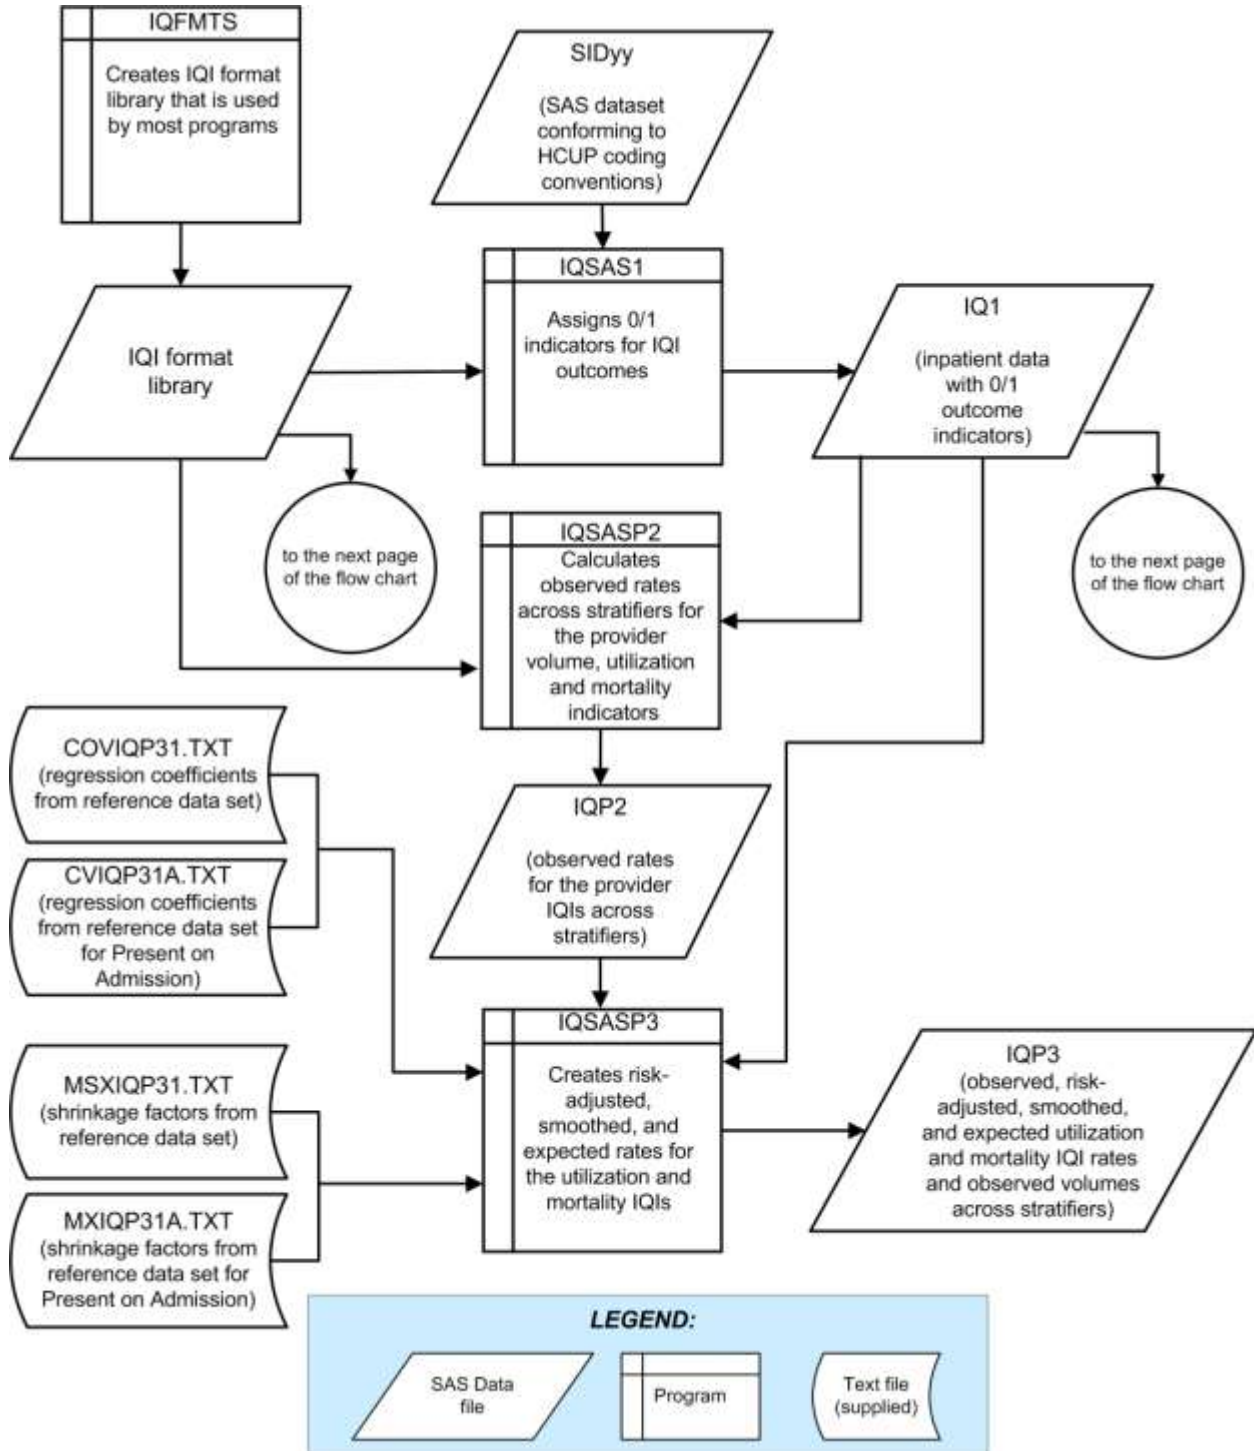 IQFMTS
Creates IQI format
library that is used
by most programs
SIDyy
(SAS dataset
conforming to
HCUP coding
conventions)
IQI format
library
IQSAS1
Assigns 0/1
indicators for IQI
outcomes
IQ1
(inpatient data
with 0/1
outcome
indicators)
to the next page
of the flow chart
IQSASP2
Calculates
observed rates
across stratifiers for
the provider
volume, utilization
and mortality
indicators
to the next page
of the flow chart
COVIQP31.TXT
(regression coefficients
from reference data set)
CVIQP31A.TXT
(regression coefficients
from reference data set
for Present on
Admission)
IQP2
(observed rates
for the provider
IQIs across
stratifiers)
MSXIQP31.TXT
(shrinkage factors from
reference data set)
MXIQP31A.TXT
(shrinkage factors from
reference data set for
Present on Admission)
IQSASP3
Creates risk-
adjusted,
smoothed, and
expected rates for
the utilization and
mortality IQIs
IQP3
(observed, risk-
adjusted, smoothed,
and expected utilization
and mortality IQI rates
and observed volumes
across stratifiers)
LEGEND:
SAS Data
file
Program
Text file
(supplied)